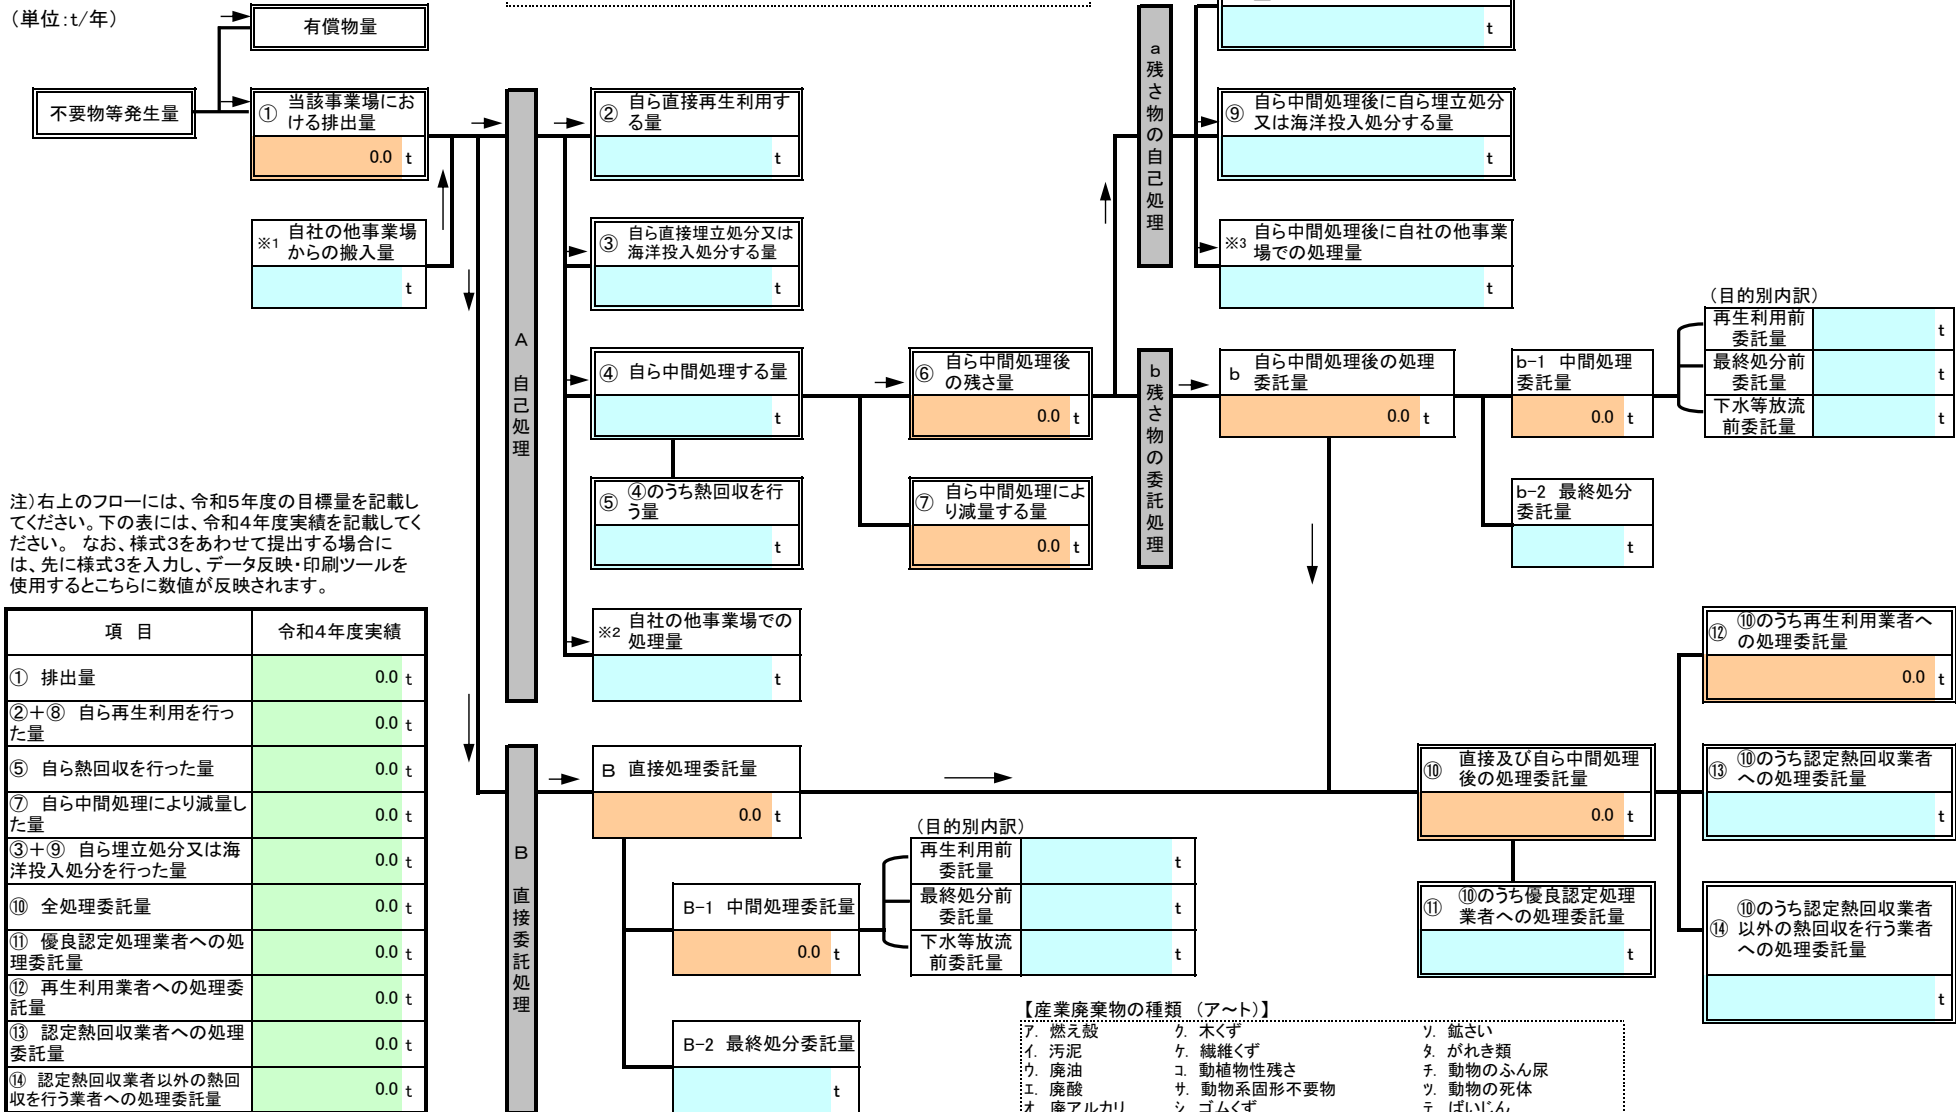 (単位:t/年)
有償物量
不要物等発生量
① 当該事業場にお
ける排出量
0.0 t
※1 自社の他事業場
からの搬入量
t
A 自己処理
② 自ら直接再生利用す
る量
t
③ 自ら直接埋立処分又は
海洋投入処分する量
t
④ 自ら中間処理する量
t
⑤ ④のうち熱回収を行
う量
t
※2 自社の他事業場での
処理量
t
⑥ 自ら中間処理後
の残さ量
0.0 t
⑦ 自ら中間処理によ
り減量する量
0.0 t
a 残さ物の自己処理
t
⑨ 自ら中間処理後に自ら埋立処分
又は海洋投入処分する量
t
※3 自ら中間処理後に自社の他事業
場での処理量
t
b 残さ物の委託処理
b 自ら中間処理後の処理
委託量
0.0 t
b-1 中間処理
委託量
0.0 t
(目的別内訳)
再生利用前
委託量
t
最終処分前
委託量
t
下水等放流
前委託量
t
b-2 最終処分
委託量
t
注)右上のフローには、令和5年度の目標量を記載し
てください。下の表には、令和4年度実績を記載してく
ださい。 なお、様式3をあわせて提出する場合に
は、先に様式3を入力し、データ反映・印刷ツールを
使用するとこちらに数値が反映されます。
項 目 令和4年度実績
① 排出量 0.0 t
②+⑧ 自ら再生利用を行っ
た量 0.0 t
⑤ 自ら熱回収を行った量 0.0 t
⑦ 自ら中間処理により減量し
た量 0.0 t
③+⑨ 自ら埋立処分又は海
洋投入処分を行った量 0.0 t
⑩ 全処理委託量 0.0 t
⑪ 優良認定処理業者への処
理委託量 0.0 t
⑫ 再生利用業者への処理委
託量 0.0 t
⑬ 認定熱回収業者への処理
委託量 0.0 t
⑭ 認定熱回収業者以外の熱回
収を行う業者への処理委託量 0.0 t
B 直接委託処理
B 直接処理委託量
0.0 t
B-1 中間処理委託量
0.0 t
(目的別内訳)
再生利用前
委託量
t
最終処分前
委託量
t
下水等放流
前委託量
t
B-2 最終処分委託量
t
⑩ 直接及び自ら中間処理
後の処理委託量
0.0 t
⑪ ⑩のうち優良認定処理
業者への処理委託量
t
⑫ ⑩のうち再生利用業者へ
の処理委託量
0.0 t
⑬ ⑩のうち認定熱回収業者
への処理委託量
t
⑭ ⑩のうち認定熱回収業者
以外の熱回収を行う業者
への処理委託量
t
【産業廃棄物の種類 (ア~ト)】
ア. 燃え殻 ク. 木くず ソ. 鉱さい
イ. 汚泥 ケ. 繊維くず タ. がれき類
ウ. 廃油 コ. 動植物性残さ チ. 動物のふん尿
エ. 廃酸 サ. 動物系固形不要物 ツ. 動物の死体
オ. 廃アルカリ シ. ゴムくず テ. ばいじん